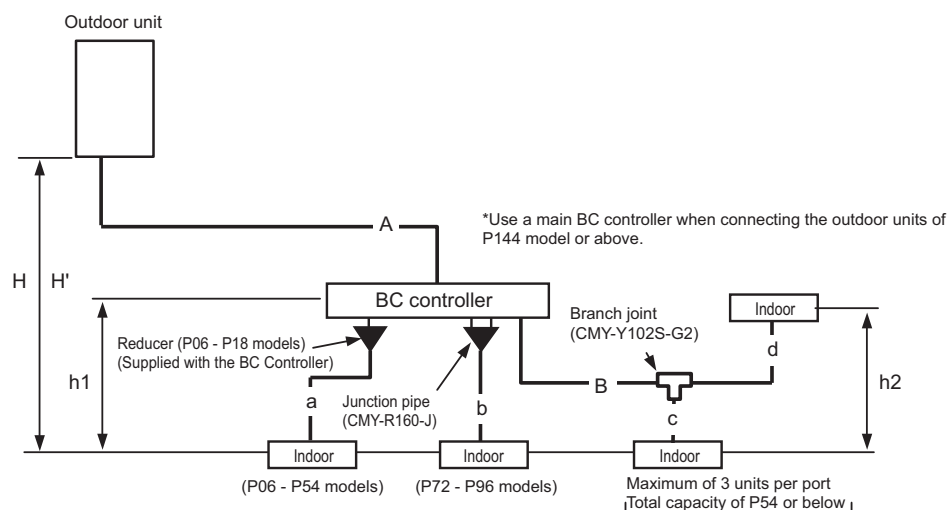 Outdoor unit
A
*Use a main BC controller when connecting the outdoor units of
P144 model or above.
H
H'
BC controller
Indoor
Branch joint
(CMY-Y102S-G2)
Reducer (P06 - P18 models)
(Supplied with the BC Controller)
d
h1
B
h2
a
Junction pipe
(CMY-R160-J)
b
c
Indoor
Indoor
Indoor
(P06 - P54 models)
(P72 - P96 models)
Maximum of 3 units per port
Total capacity of P54 or below